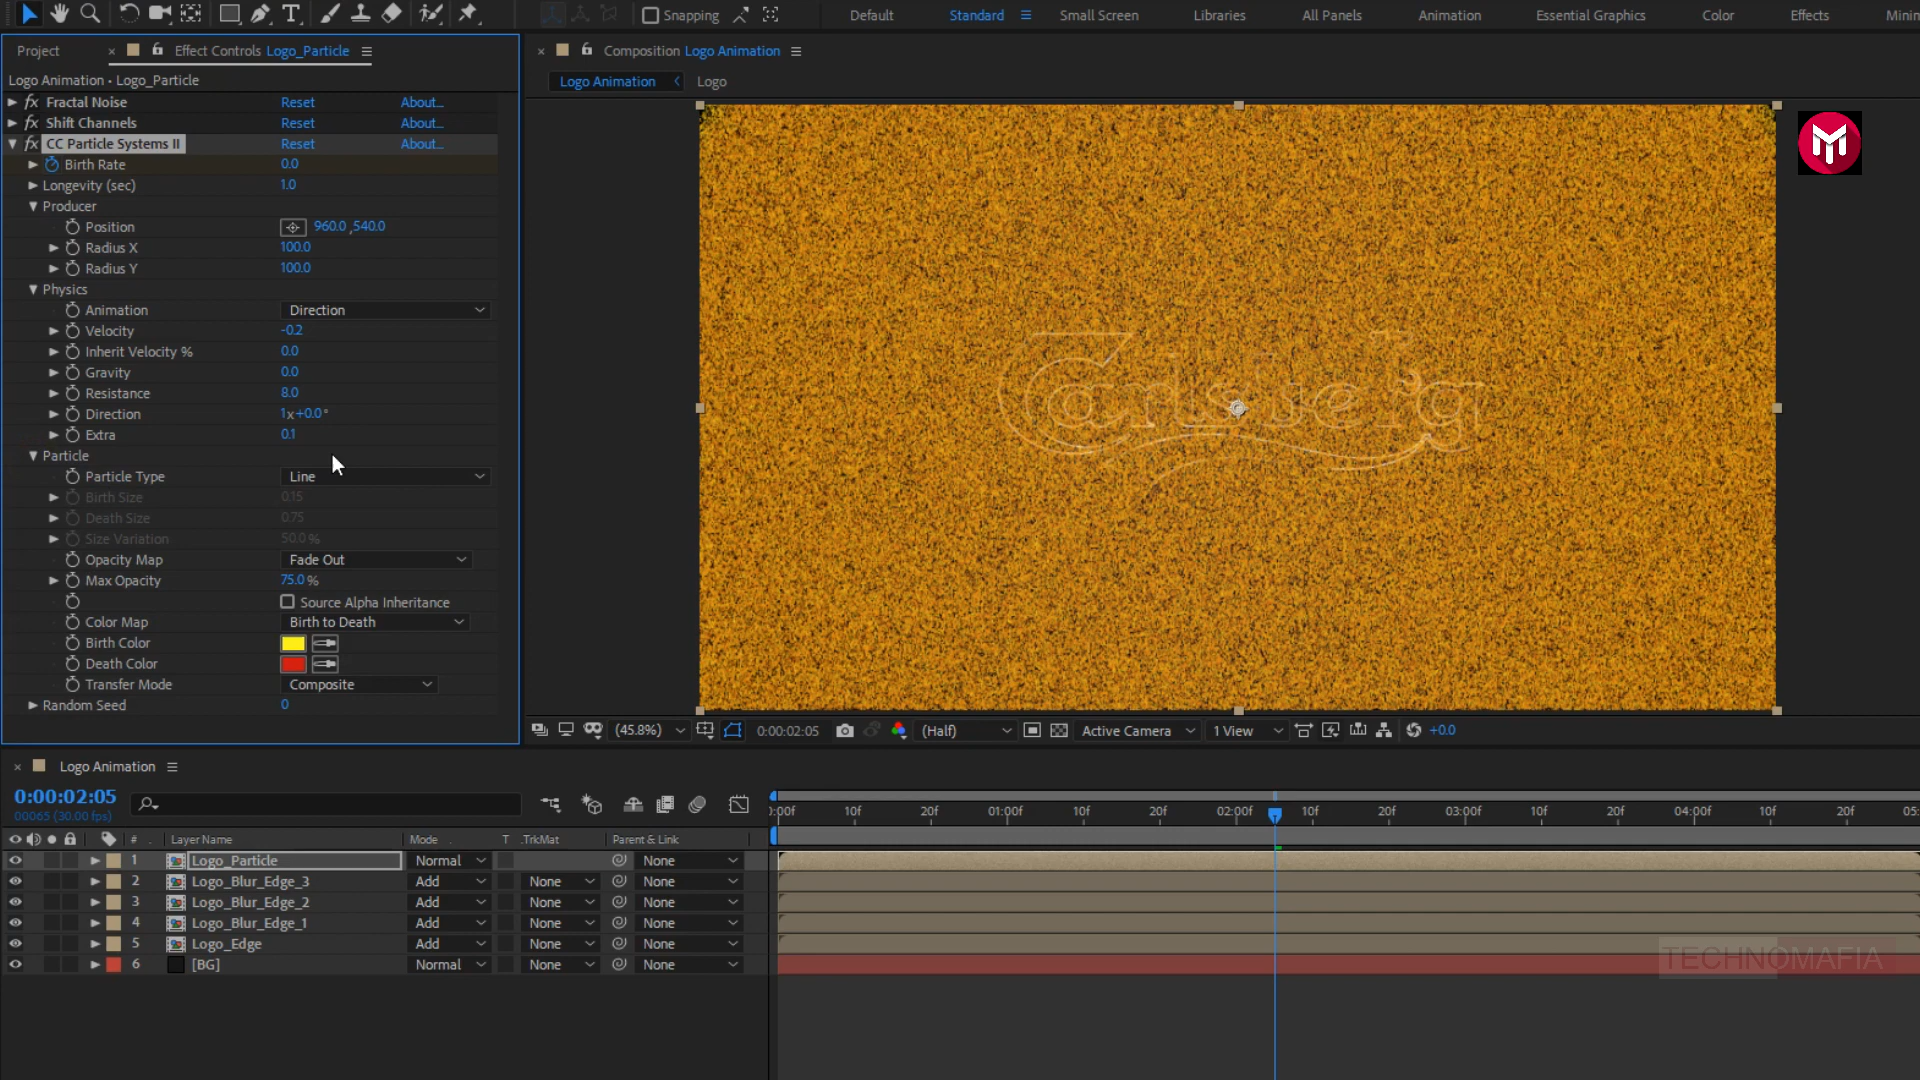 Snapping
Default
Standard
Small Screen
Libraries
All Panels
Animation
Essential Graphics
Color
Effects
Project
Effect Controls Logo_Particle
Composition Logo Animation
Logo Animation • Logo_Particle
Logo Animation
Logo
fx Fractal Noise Reset About...
fx Shift Channels Reset About...
fx CC Particle Systems II Reset About...
Birth Rate 0.0
Longevity (sec) 1.0
Producer
Position 960.0 ,540.0
Radius X 100.0
Radius Y 100.0
Physics
Animation Direction
Velocity -0.2
Inherit Velocity % 0.0
Gravity 0.0
Resistance 8.0
Direction 1x+0.0°
Extra 0.1
Particle
Particle Type Line
Birth Size 0.15
Death Size 0.75
Size Variation 50.0 %
Opacity Map Fade Out
Max Opacity 75.0 %
Source Alpha Inheritance
Color Map Birth to Death
Birth Color
Death Color
Transfer Mode Composite
Random Seed 0
M
Carlsberg
(45.8%) 0:00:02:05 (Half) Active Camera 1 View +0.0
Logo Animation
0:00:02:05
00065 (30.00 fps)
:00f 10f 20f 01:00f 10f 20f 02:00f 10f 20f 03:00f 10f 20f 04:00f 10f 20f 05:
# Layer Name Mode T .TrkMat Parent & Link
1 Logo_Particle Normal None
2 Logo_Blur_Edge_3 Add None None
3 Logo_Blur_Edge_2 Add None None
4 Logo_Blur_Edge_1 Add None None
5 Logo_Edge Add None None
6 [BG] Normal None None
TECHNOMAFIA